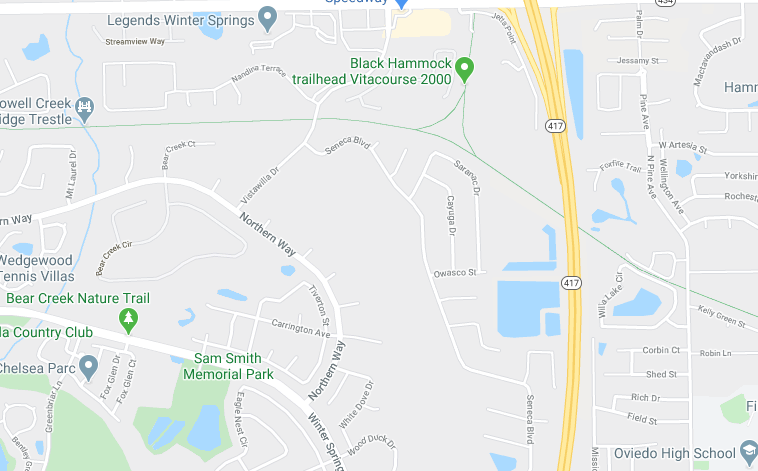 Speedway
434
Legends Winter Springs
Jetta Point
Palm Dr
Streamview Way
Mactavandash Dr
Black Hammock
trailhead Vitacourse 2000
Jessamy St
Nandina Terrace
Hamm
owell Creek
idge Trestle
Pine Ave
417
Bear Creek Ct
Seneca Blvd
N Pine Ave
W Artesia St
Mt Laurel Dr
Saranac Dr
Foxfire Trail
Wellington Ave
Yorkshir
Vistawilla Dr
Cayuga Dr
Rochest
rn Way
Northern Way
Bear Creek Cir
Wedgewood
Tennis Villas
Owasco St
417
Willa Lake Cir
Bear Creek Nature Trail
Tiverton St
Kelly Green St
la Country Club
Carrington Ave
Corbin Ct
Robin Ln
Sam Smith
Memorial Park
Chelsea Parc
Fox Glen Dr
Fox Glen Ct
Northern Way
Shed St
Greenbriar Ln
Eagle Nest Cir
White Dove Dr
Seneca Blvd
Rich Dr
Field St
Fi
Winter Spring
Wood Duck Dr
Bentley
Missi
Oviedo High School